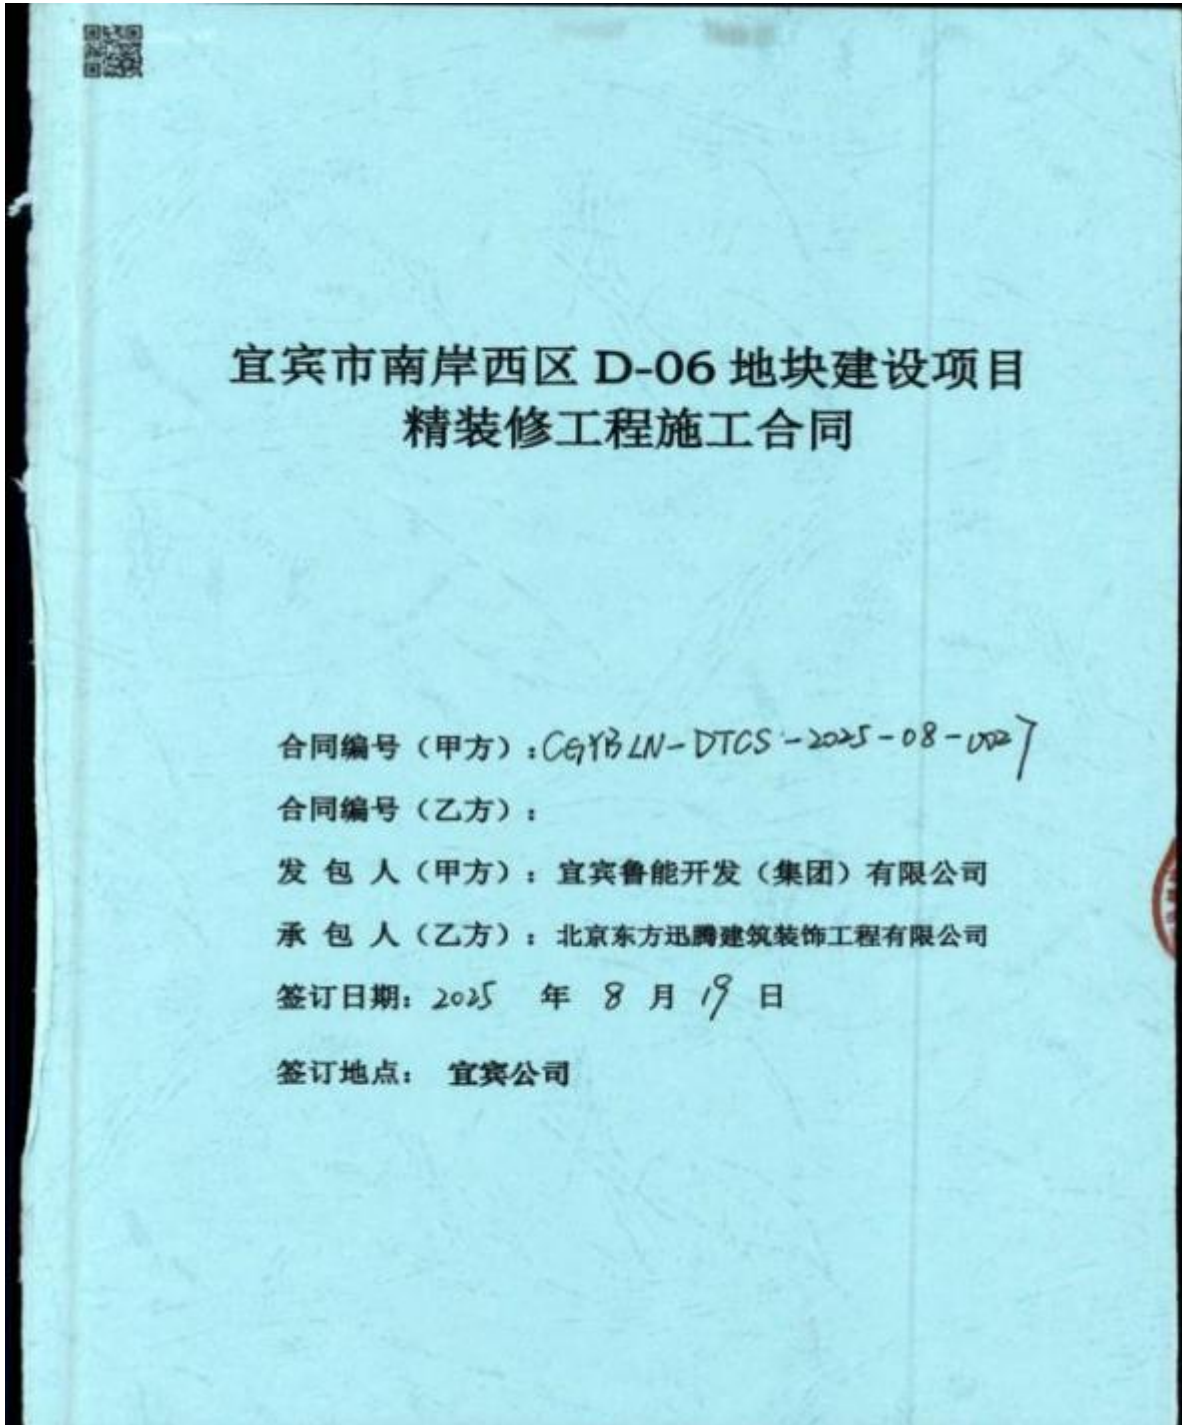 宜宾市南岸西区 D-06 地块建设项目
精装修工程施工合同
合同编号（甲方）:CGYBLN-DTCS-2025-08-0027
合同编号（乙方）：
发 包 人（甲方）：宜宾鲁能开发（集团）有限公司
承 包 人（乙方）：北京东方迅腾建筑装饰工程有限公司
签订日期：2025 年 8 月 19 日
签订地点： 宜宾公司